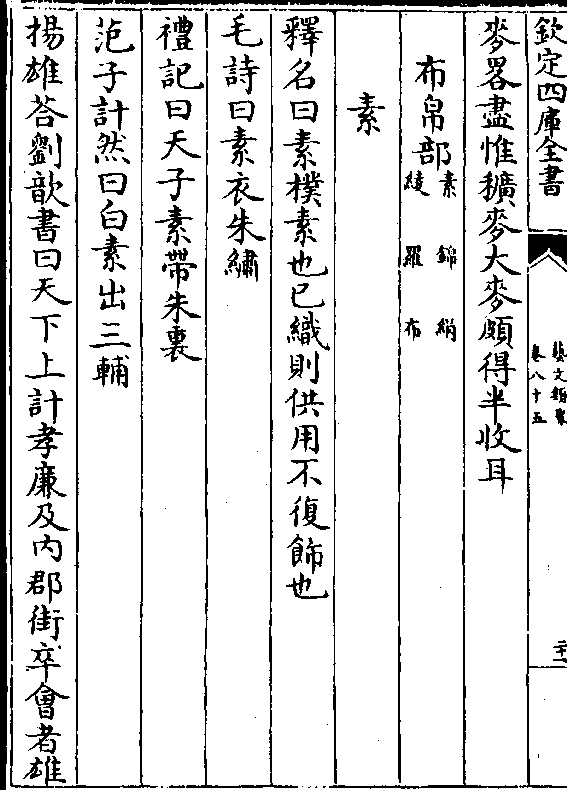 欽定四庫全書
藝文類聚
卷八十五
二十一
麥畧盡惟穬麥大麥頗得半收耳
布帛部素 錦 絹 綾 羅 布
素
釋名曰素樸素也已織則供用不復飾也
毛詩曰素衣朱繡
禮記曰天子素帶朱裏
范子計然曰白素出三輔
揚雄荅劉歆書曰天下上計孝廉及内郡街卒會者雄